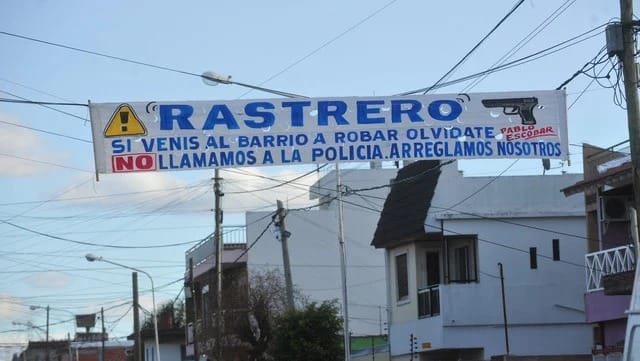 "RASTRERO"
SI VENIS AL BARRIO A ROBAR OLVIDATE
NO LLAMAMOS A LA POLICIA ARREGLAMOS NOSOTROS
PABLO
ESCOBAR